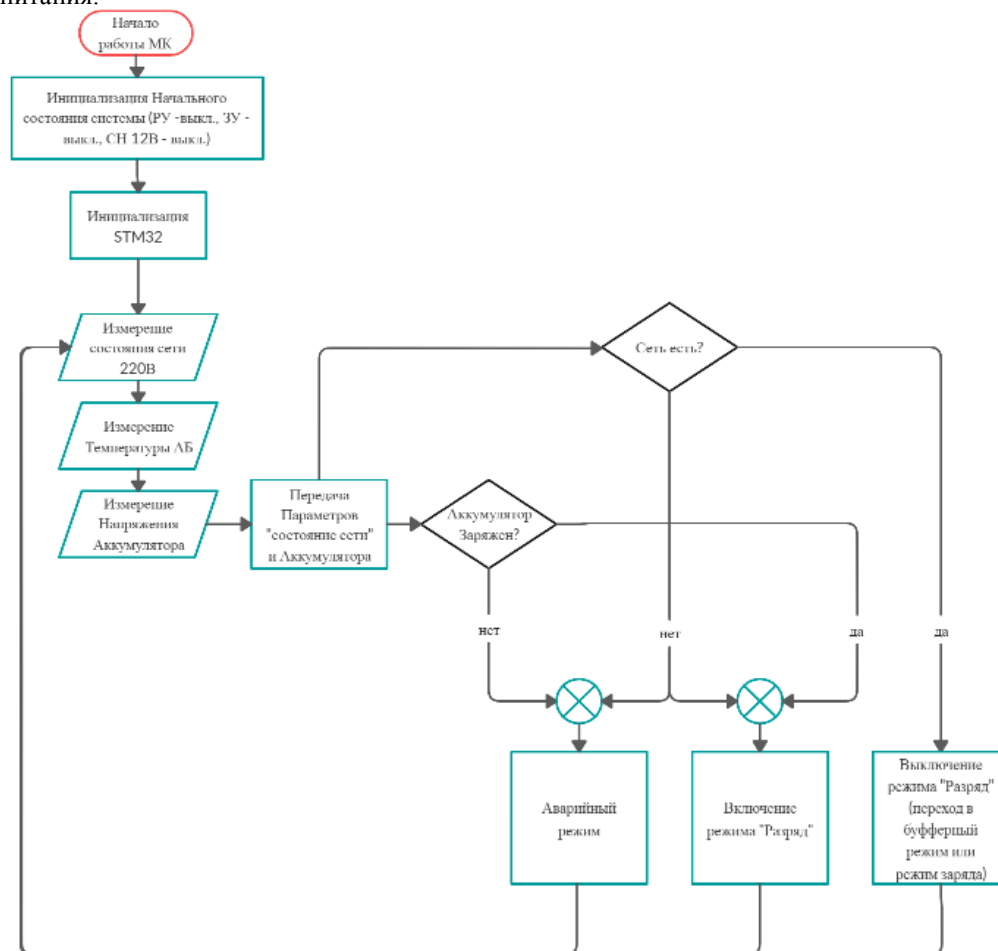 питания.
Начало
работы МК
Инициализация Начального
состояния системы (РУ -выкл., ЗУ -
выкл., СН 12В - выкл.)
Инициализация
STM32
Измерение
состояния сети
220В
Измерение
Температуры АБ
Измерение
Напряжения
Аккумулятора
Передача
Параметров
"состояние сети"
и Аккумулятора
Сеть есть?
Аккумулятор
Заряжен?
нет
нет
да
да
Аварийный
режим
Включение
режима "Разряд"
Выключение
режима "Разряд"
(переход в
буфферный
режим или
режим заряда)